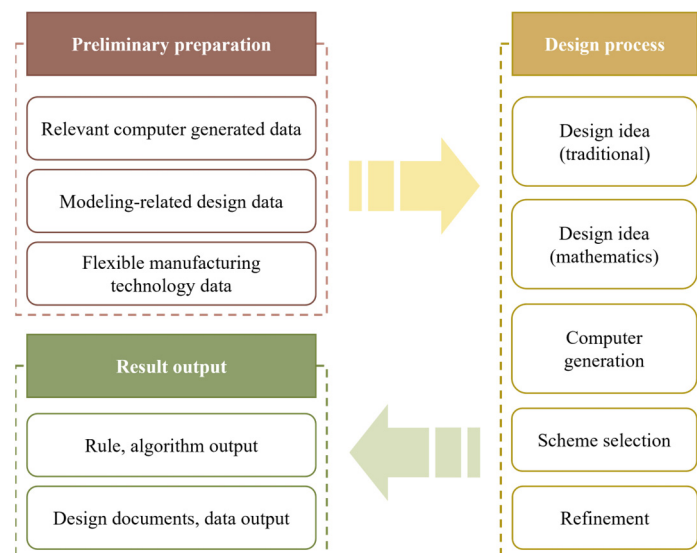 Preliminary preparation
Relevant computer generated data
Modeling-related design data
Flexible manufacturing
technology data
Design process
Design idea
(traditional)
Design idea
(mathematics)
Computer
generation
Scheme selection
Refinement
Result output
Rule, algorithm output
Design documents, data output